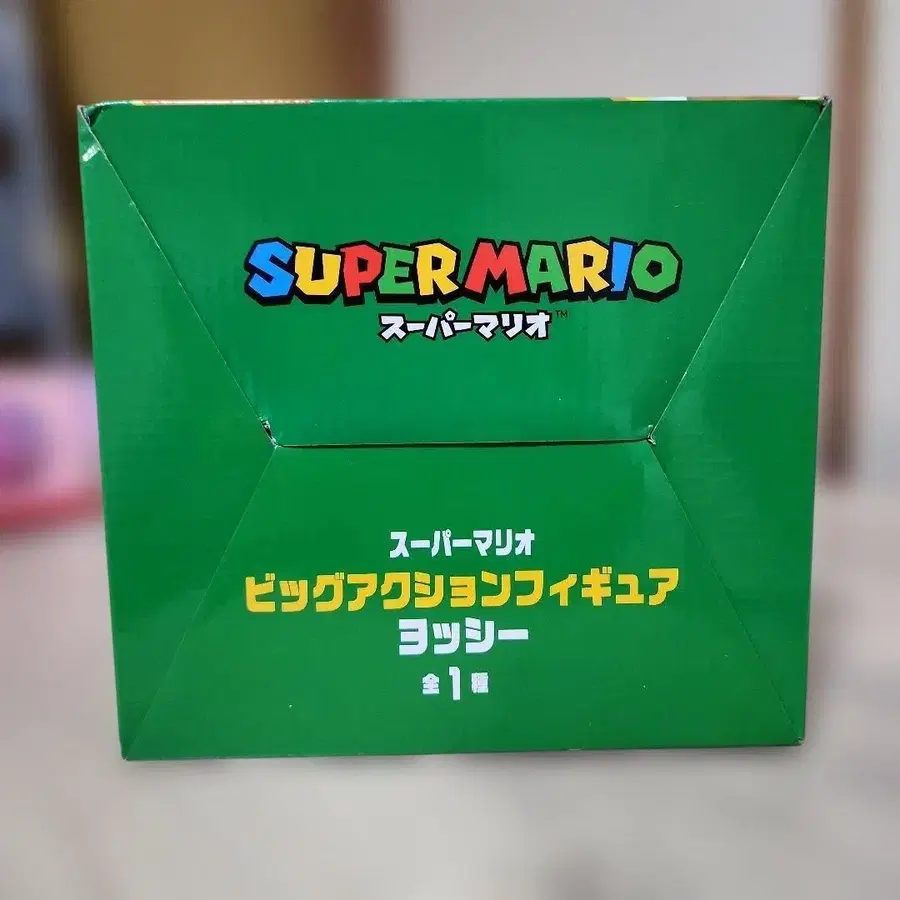 SUPER MARIO
スーパーマリオ™
スーパーマリオ
ビッグアクションフィギュア
ヨッシー
全1種